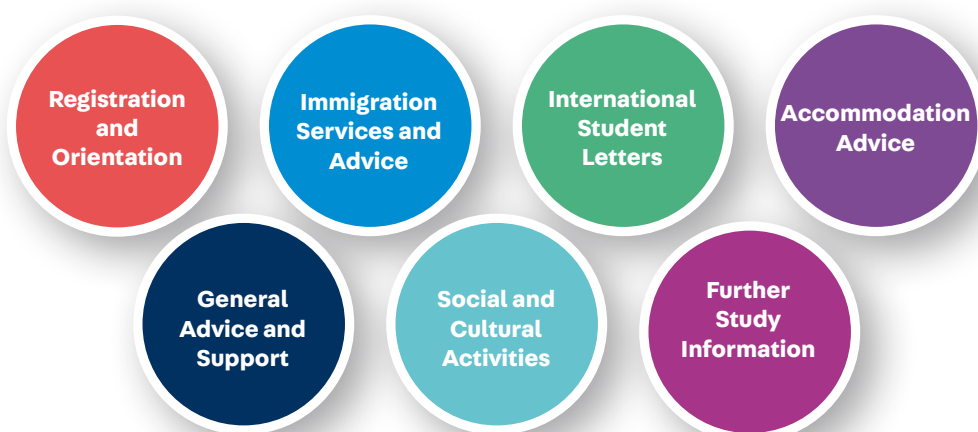 Registration
and
Orientation
Immigration
Services and
Advice
International
Student
Letters
Accommodation
Advice
General
Advice and
Support
Social and
Cultural
Activities
Further
Study
Information